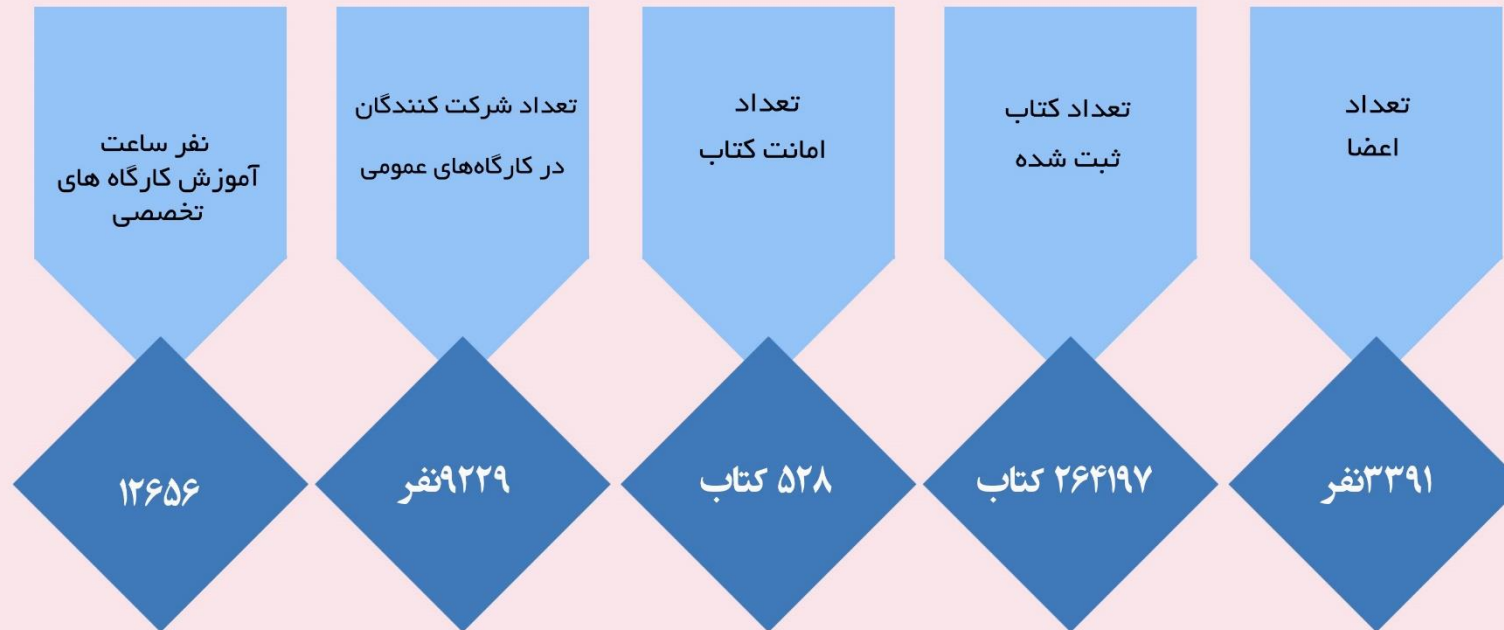 تعداد
اعضا
۳۳۹۱نفر
تعداد کتاب
ثبت شده
۲۶۴۱۹۷ کتاب
تعداد
امانت کتاب
۵۲۸ کتاب
تعداد شرکت کنندگان
در کارگاه‌های عمومی
۹۲۲۹نفر
نفر ساعت
آموزش کارگاه های
تخصصی
۱۲۶۵۶